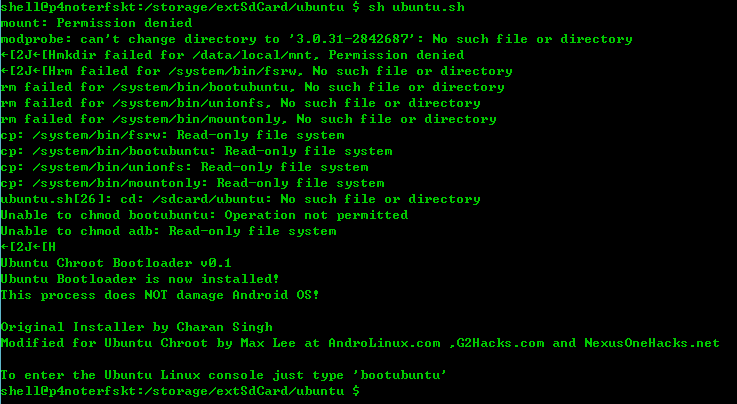 shell@p4noterfskt:/storage/extSdCard/ubuntu $ sh ubuntu.sh
mount: Permission denied
modprobe: can't change directory to '3.0.31-2842687': No such file or directory
←[2J←[Hmkdir failed for /data/local/mnt, Permission denied
←[2J←[Hrm failed for /system/bin/fsrw, No such file or directory
rm failed for /system/bin/bootubuntu, No such file or directory
rm failed for /system/bin/unionfs, No such file or directory
rm failed for /system/bin/mountonly, No such file or directory
cp: /system/bin/fsrw: Read-only file system
cp: /system/bin/bootubuntu: Read-only file system
cp: /system/bin/unionfs: Read-only file system
cp: /system/bin/mountonly: Read-only file system
ubuntu.sh[26]: cd: /sdcard/ubuntu: No such file or directory
Unable to chmod bootubuntu: Operation not permitted
Unable to chmod adb: Read-only file system
←[2J←[H
Ubuntu Chroot Bootloader v0.1
Ubuntu Bootloader is now installed!
This process does NOT damage Android OS!
Original Installer by Charan Singh
Modified for Ubuntu Chroot by Max Lee at AndroLinux.com ,G2Hacks.com and NexusOneHacks.net
To enter the Ubuntu Linux console just type 'bootubuntu'
shell@p4noterfskt:/storage/extSdCard/ubuntu $